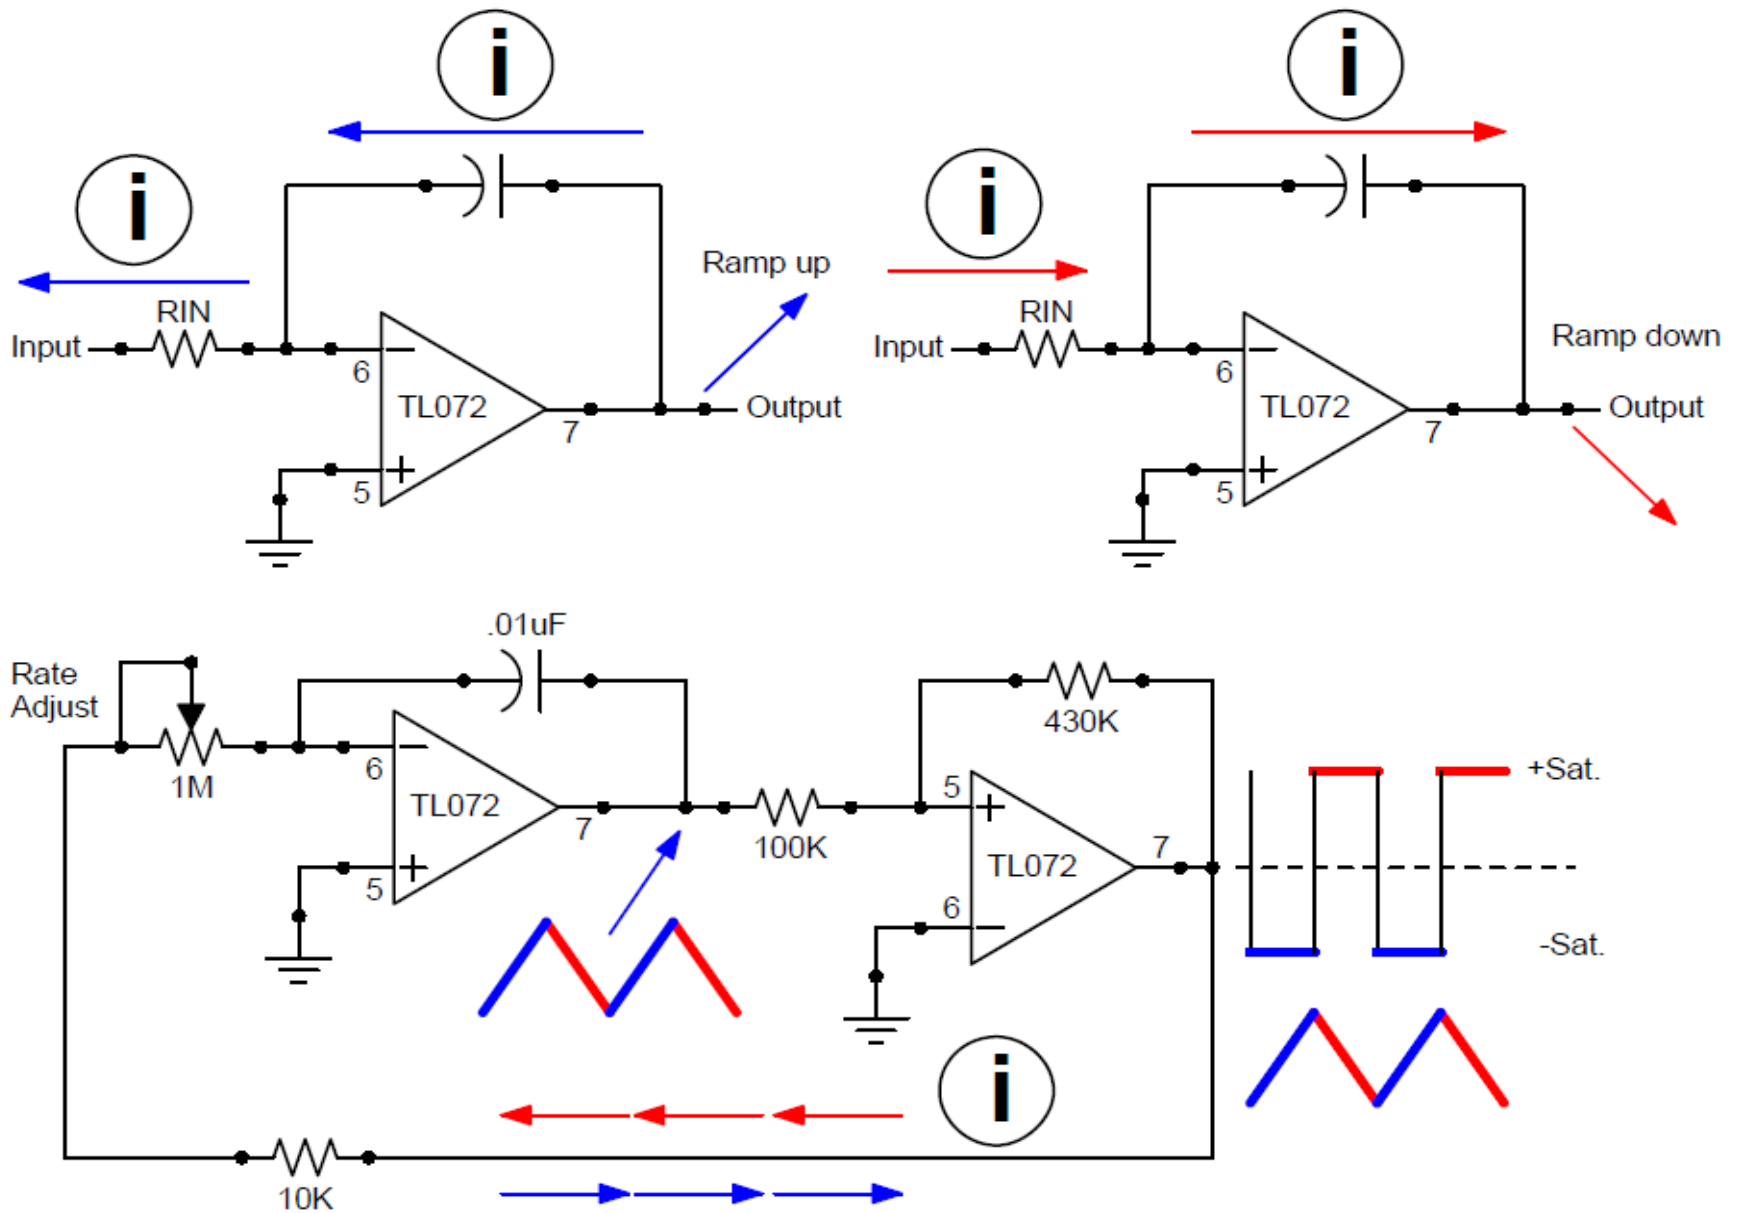 i
i
i
i
Ramp up
RIN
Input
6
TL072
Output
7
+
5
Ramp down
RIN
Input
6
TL072
Output
7
+
5
.01uF
Rate
Adjust
1M
6
TL072
7
+
5
100K
430K
5
+
TL072
7
6
+Sat.
-Sat.
i
10K